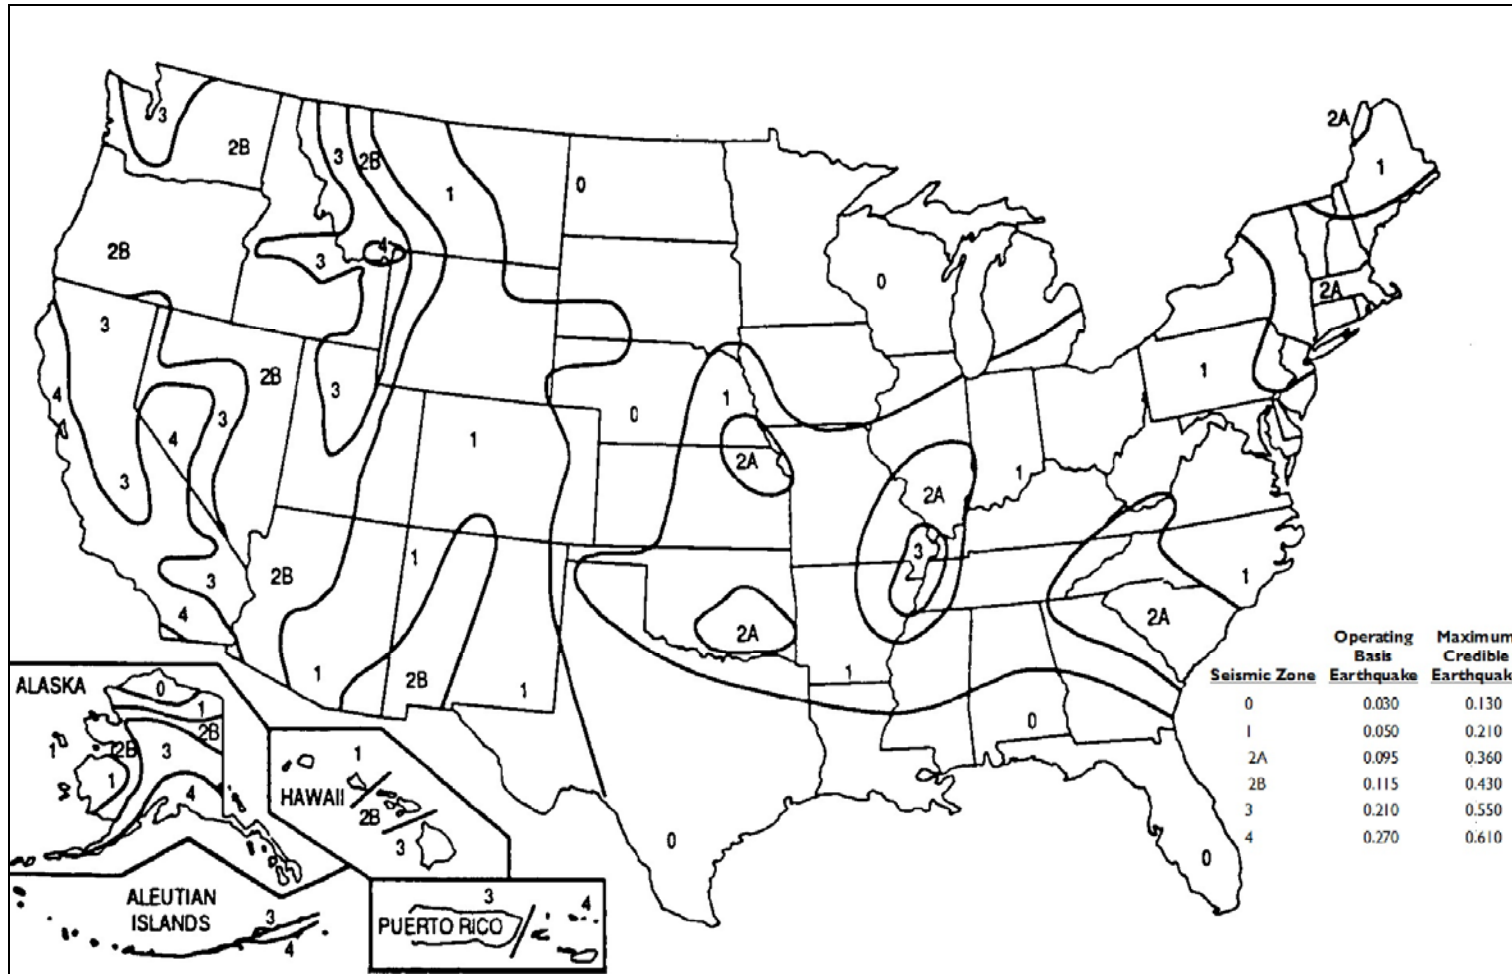 2A
3
2B
3
2B
1
0
1
4
2B
3
0
2A
3
2B
3
1
4
3
0
1
4
3
1
2A
1
3
2A
3
1
2B
3
1
4
2A
2A
1
2B
1
1
0
0
0
ALASKA
0
1
2B
1
2B
3
1
4
1
HAWAII
2B
3
ALEUTIAN
ISLANDS
3
4
3
4
PUERTO RICO
Operating Maximum
Basis Credible
Seismic Zone Earthquake Earthquak
0 0.030 0.130
1 0.050 0.210
2A 0.095 0.360
2B 0.115 0.430
3 0.210 0.550
4 0.270 0.610